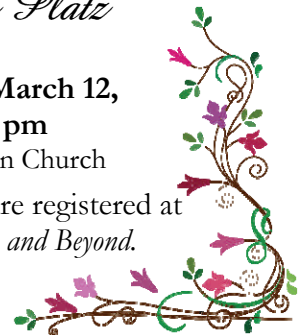 Platz
March 12,
pm
n Church
re registered at
and Beyond.